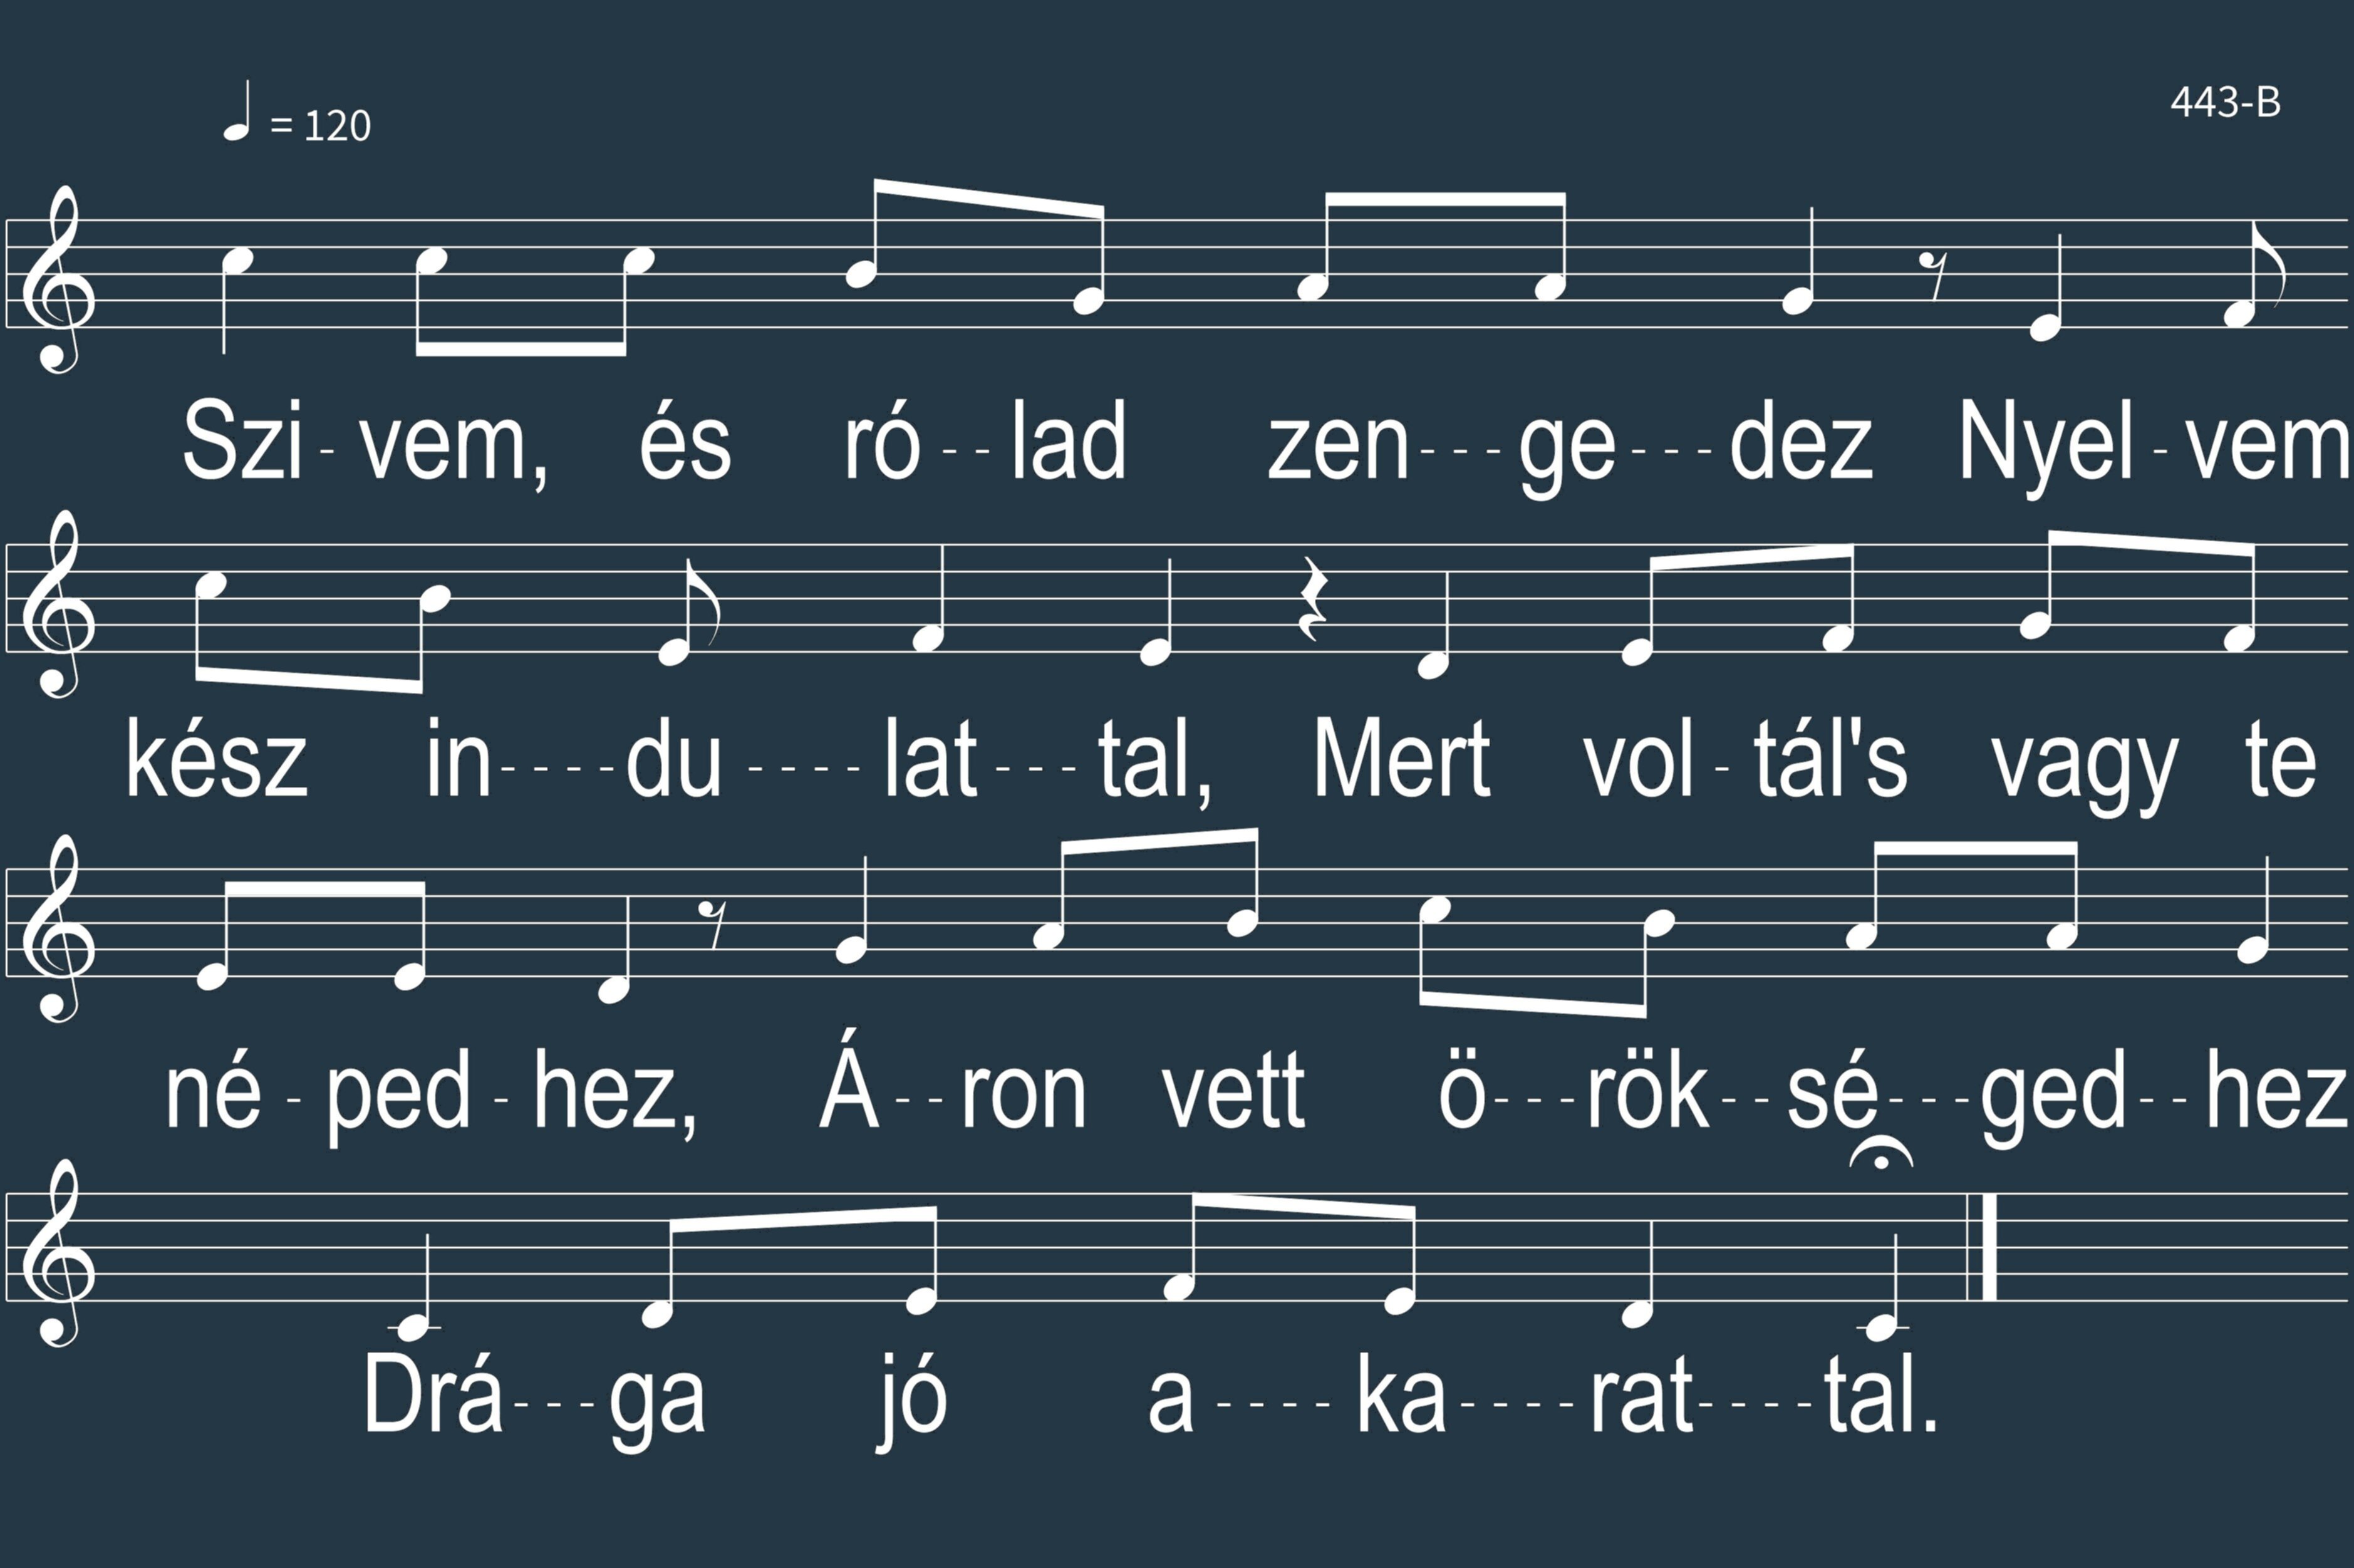 = 120
443-B
Szi-vem, és ró--lad zen---ge---dez Nyel-vem
kész in----du ----lat---tal, Mert vol-tál's vagy te
né-ped-hez, Á--ron vett ö---rök--sé---ged--hez
Drá---ga jó a----ka----rat----tal.